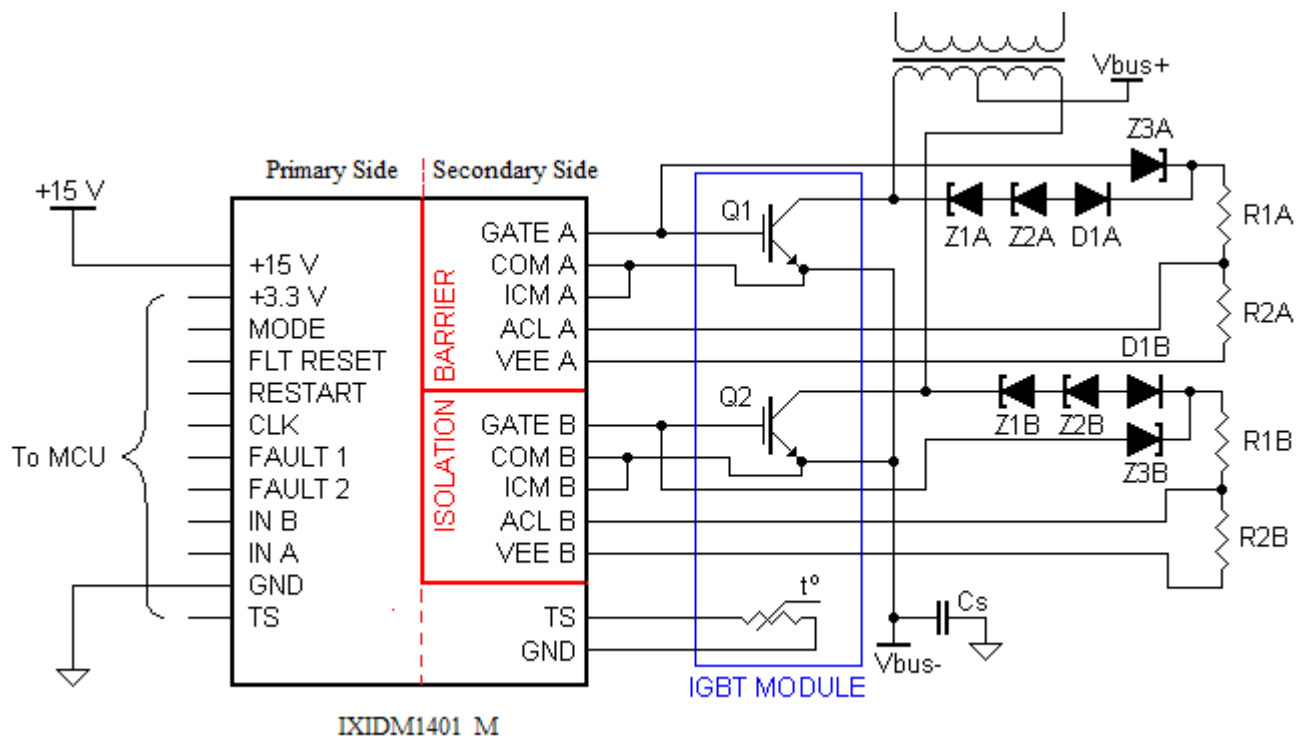 Vbus+
Z3A
Primary Side
Secondary Side
+15 V
Q1
Z1A
Z2A
D1A
R1A
GATE A
+15 V
COM A
+3.3 V
ICM A
MODE
ACL A
R2A
FLT RESET
VEE A
D1B
RESTART
Q2
CLK
GATE B
Z1B
Z2B
R1B
To MCU
FAULT 1
COM B
Z3B
FAULT 2
ICM B
IN B
ACL B
R2B
IN A
VEE B
GND
tº
TS
TS
Cs
GND
Vbus-
ISOLATION BARRIER
IGBT MODULE
IXIDM1401_M